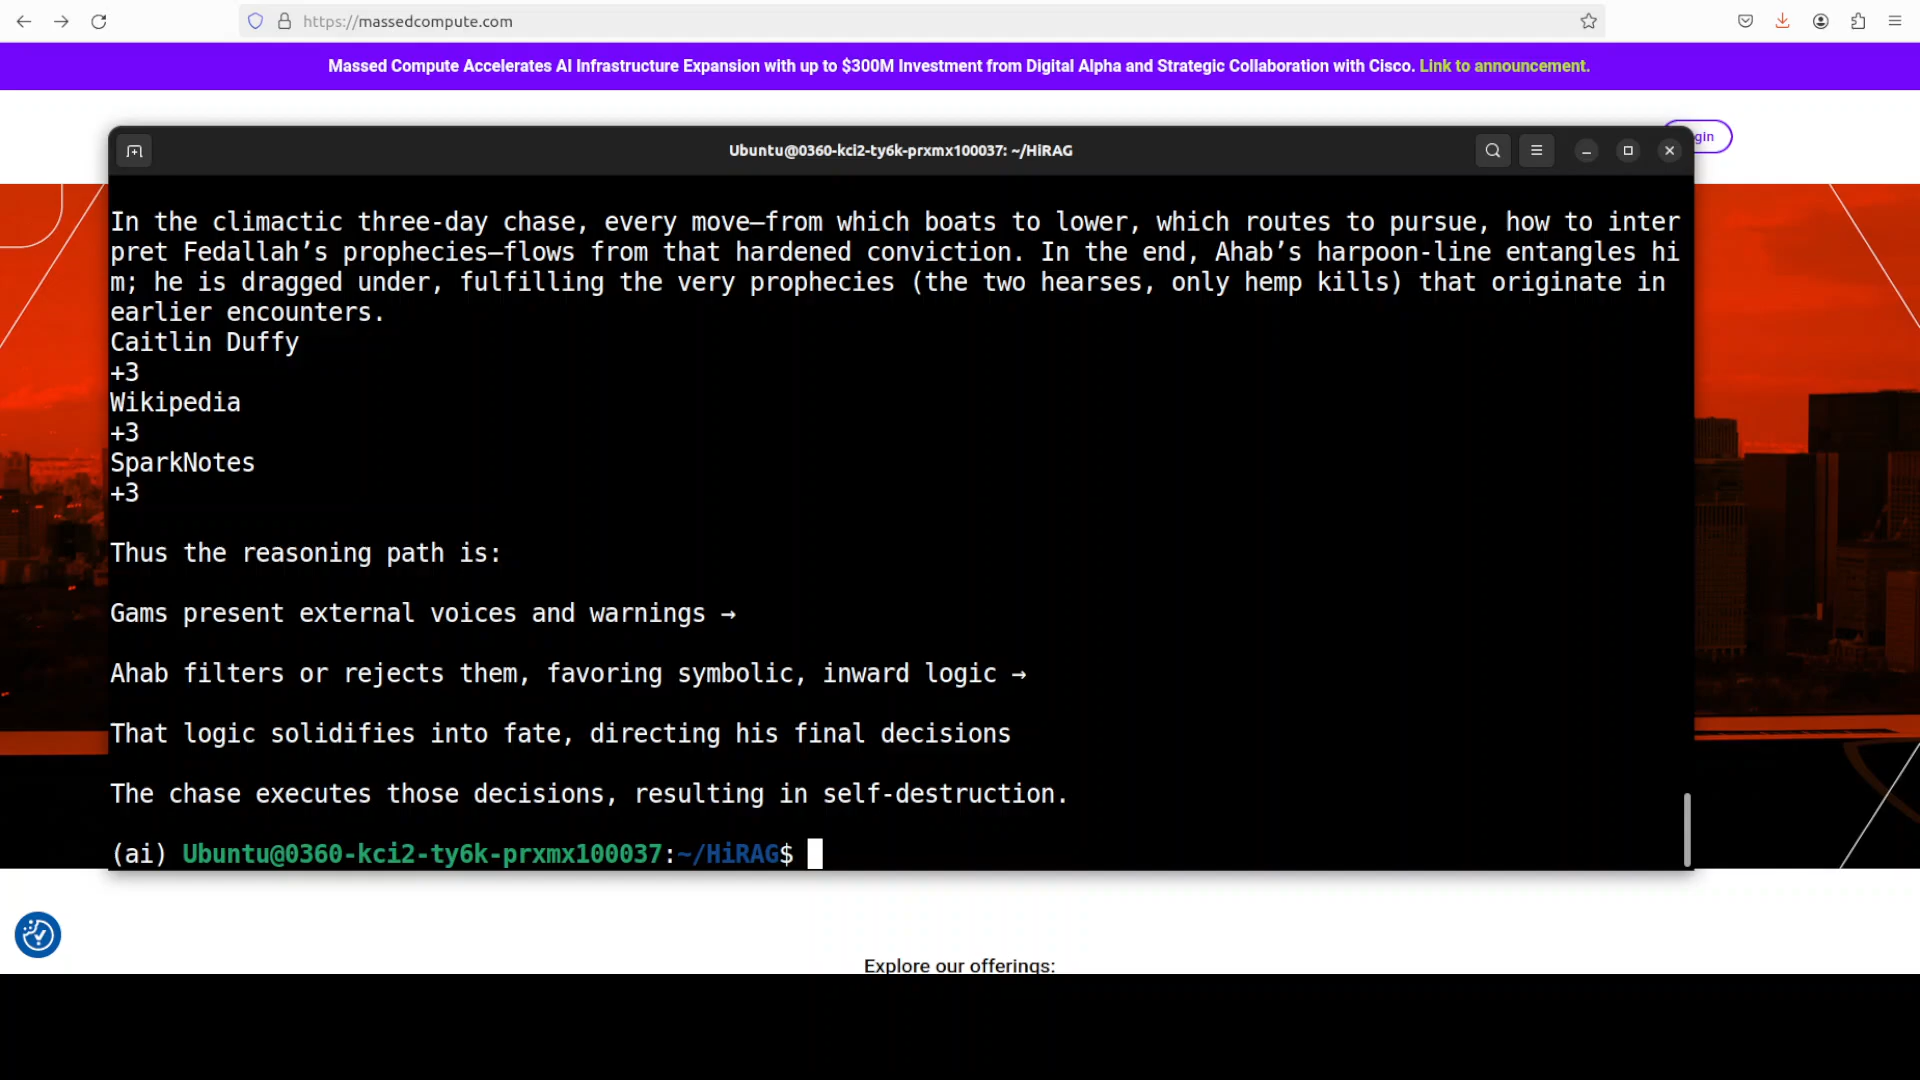 https://massedcompute.com
Massed Compute Accelerates AI Infrastructure Expansion with up to $300M Investment from Digital Alpha and Strategic Collaboration with Cisco. Link to announcement.
Ubuntu@0360-kci2-ty6k-prxmx100037: ~/HiRAG
In the climactic three-day chase, every move—from which boats to lower, which routes to pursue, how to inter
pret Fedallah’s prophecies—flows from that hardened conviction. In the end, Ahab’s harpoon-line entangles hi
m; he is dragged under, fulfilling the very prophecies (the two hearses, only hemp kills) that originate in
earlier encounters.
Caitlin Duffy
+3
Wikipedia
+3
SparkNotes
+3
Thus the reasoning path is:
Gams present external voices and warnings →
Ahab filters or rejects them, favoring symbolic, inward logic →
That logic solidifies into fate, directing his final decisions
The chase executes those decisions, resulting in self-destruction.
(ai) Ubuntu@0360-kci2-ty6k-prxmx100037:~/HiRAG$
Explore our offerings: